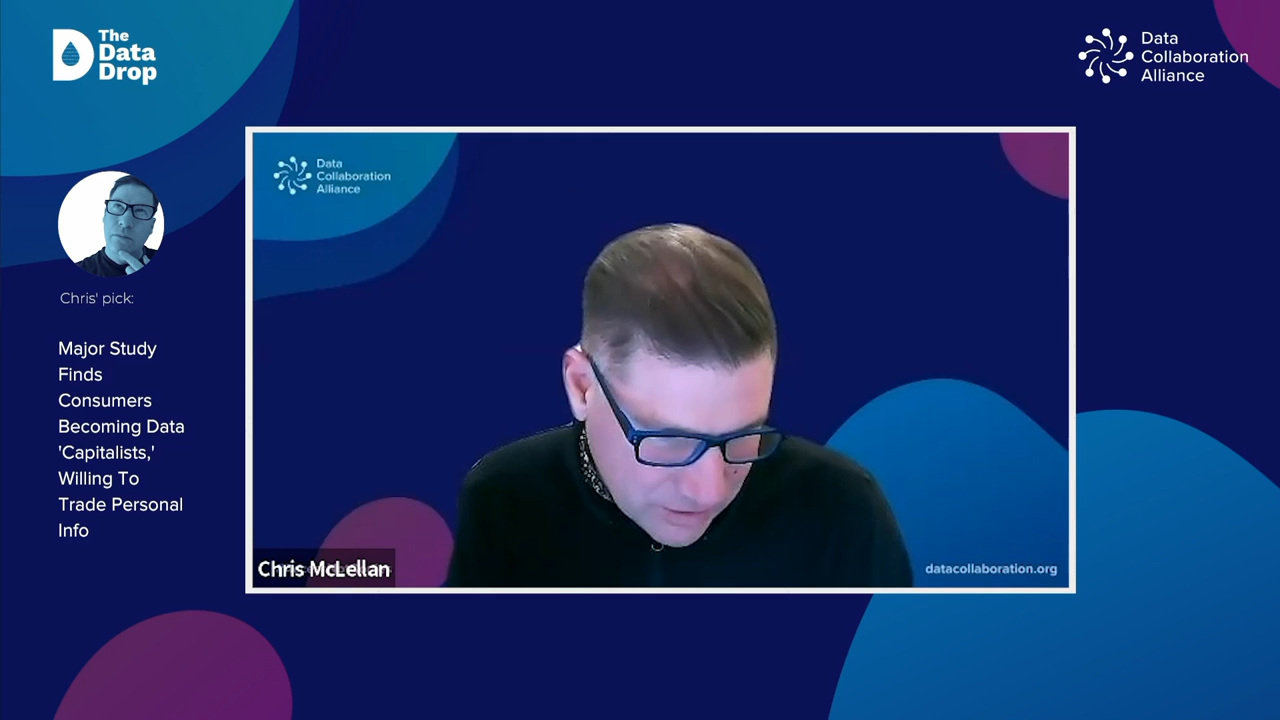 The
Data
Drop
Data
Collaboration
Alliance
Chris' pick:
Major Study
Finds
Consumers
Becoming Data
'Capitalists,'
Willing To
Trade Personal
Info
Data
Collaboration
Alliance
Chris McLellan
datacollaboration.org